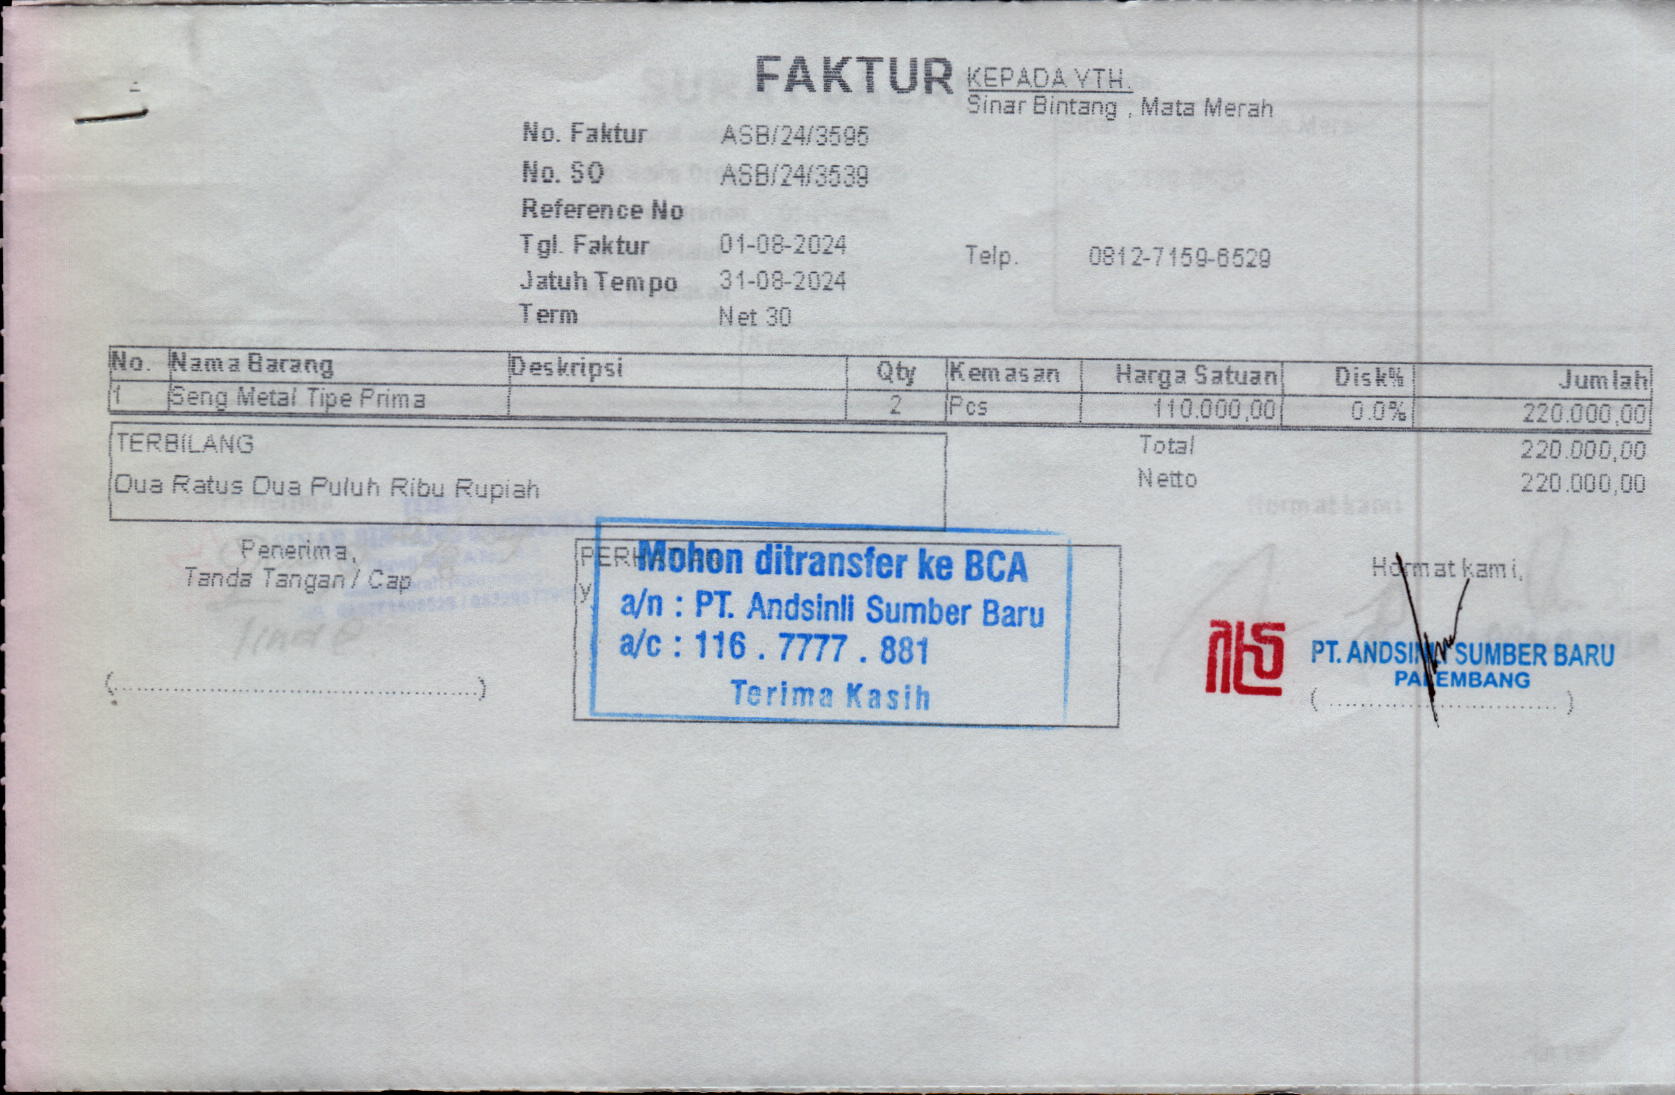 FAKTUR
KEPADA YTH.
Sinar Bintang , Mata Merah
No. Faktur ASB/24/3595
No. SO ASB/24/3539
Reference No
Tgl. Faktur 01-08-2024
Telp. 0812-7159-6529
Jatuh Tempo 31-08-2024
Term Net 30
No. Nama Barang Deskripsi Qty Kemasan Harga Satuan Disk% Jumlah
1 Seng Metal Tipe Prima 2 Pcs 110.000,00 0.0% 220.000,00
TERBILANG
Total 220.000,00
Dua Ratus Dua Puluh Ribu Rupiah
Netto 220.000,00
Penerima,
Tanda Tangan / Cap
(................................................)
Mohon ditransfer ke BCA
a/n : PT. Andsinli Sumber Baru
a/c : 116 . 7777 . 881
Terima Kasih
Hormat kami,
PT. ANDSINLI SUMBER BARU
PALEMBANG
(..............................)